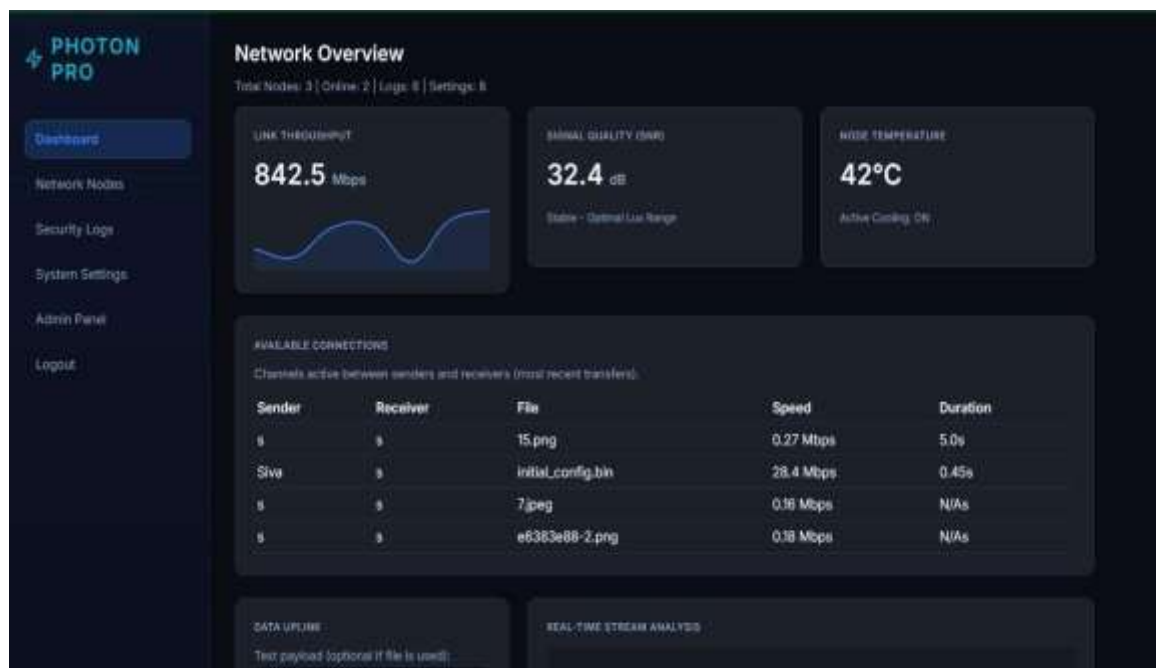 PHOTON
PRO
Dashboard
Network Nodes
Security Logs
System Settings
Admin Panel
Logout
Network Overview
Total Nodes: 3 | Online: 2 | Logs: 8 | Settings: 8
LINK THROUGHPUT
842.5 Mbps
SIGNAL QUALITY (SNR)
32.4 dB
Stable - Optimal Lux Range
NODE TEMPERATURE
42°C
Active Cooling: ON
AVAILABLE CONNECTIONS
Channels active between senders and receivers (most recent transfers).
Sender Receiver File Speed Duration
s s 15.png 0.27 Mbps 5.0s
Siva s initial_config.bin 28.4 Mbps 0.45s
s s 7.jpeg 0.16 Mbps N/As
s s e6383e88-2.png 0.18 Mbps N/As
DATA UPLINK
Text payload (optional if file is used):
REAL-TIME STREAM ANALYSIS